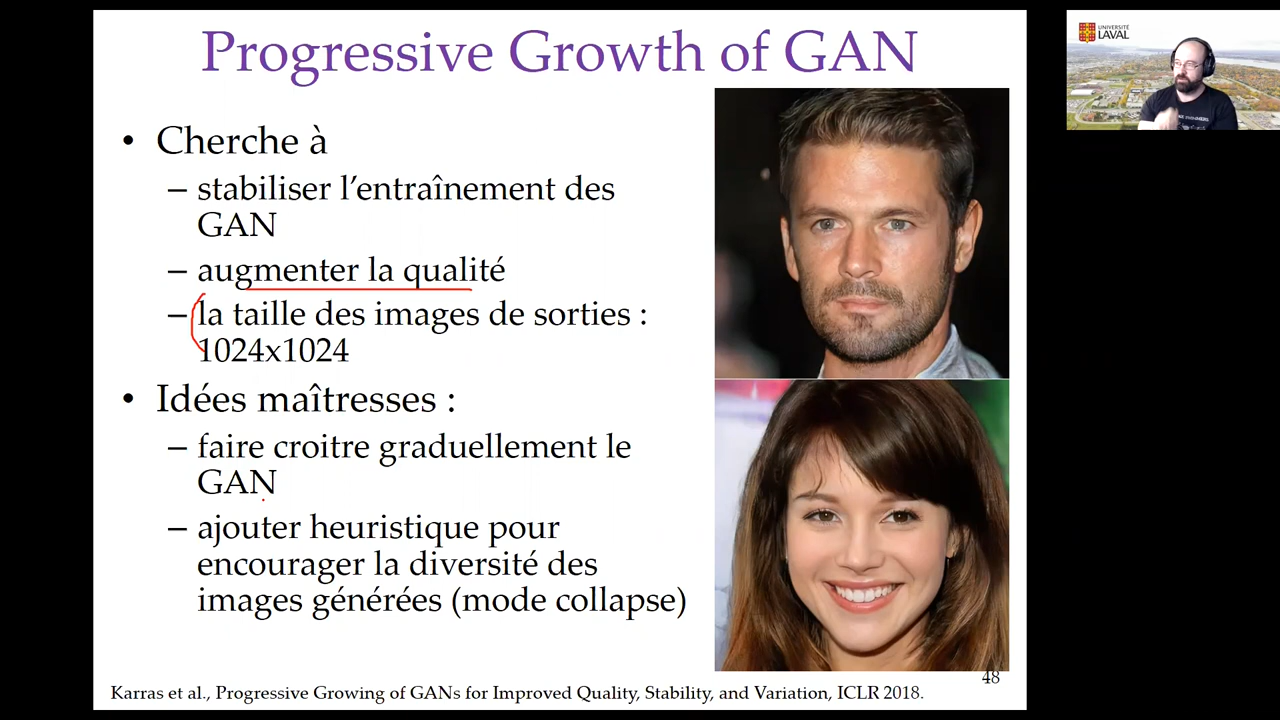 Progressive Growth of GAN
• Cherche à
– stabiliser l’entraînement des
GAN
– augmenter la qualité
– la taille des images de sorties :
1024x1024
• Idées maîtresses :
– faire croitre graduellement le
GAN
– ajouter heuristique pour
encourager la diversité des
images générées (mode collapse)
48
Karras et al., Progressive Growing of GANs for Improved Quality, Stability, and Variation, ICLR 2018.
UNIVERSITÉ
LAVAL